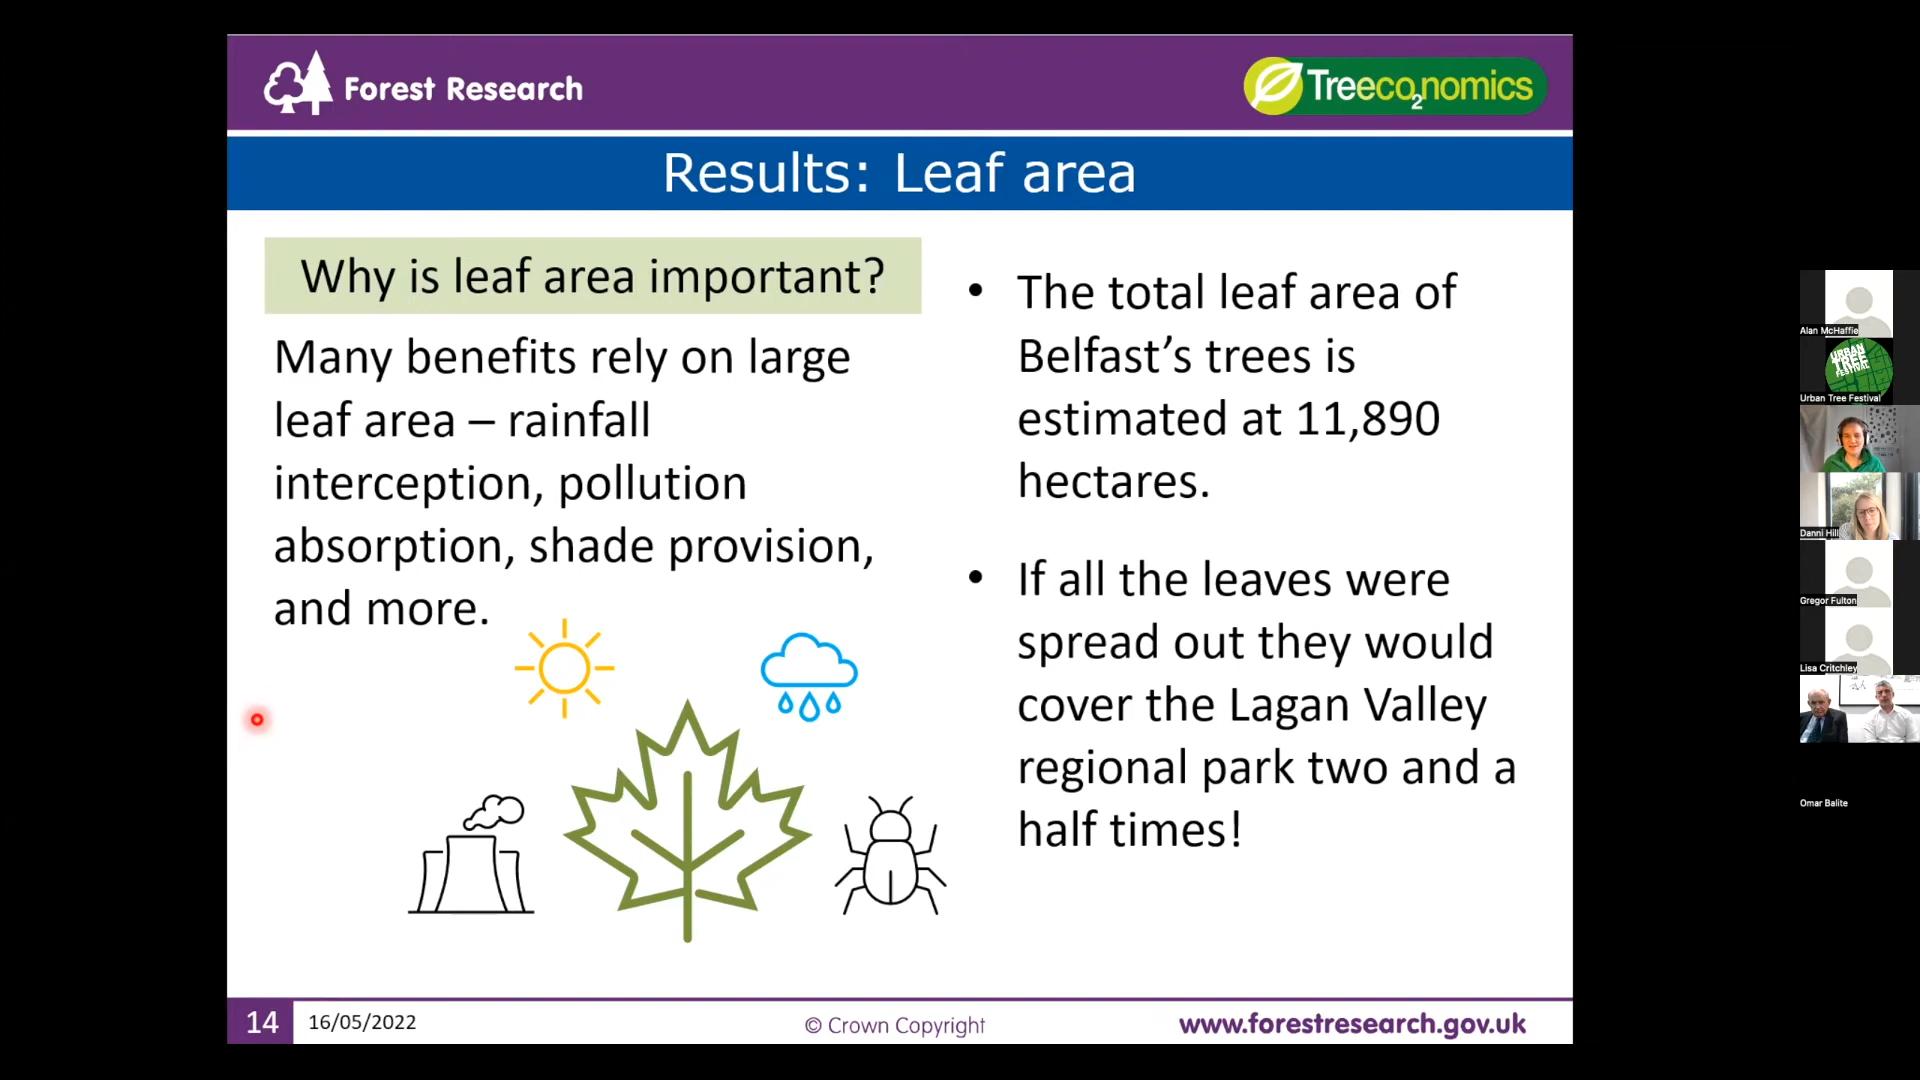 Forest Research
Treeco2nomics
Results: Leaf area
Why is leaf area important?
Many benefits rely on large
leaf area – rainfall
interception, pollution
absorption, shade provision,
and more.
• The total leaf area of
Belfast’s trees is
estimated at 11,890
hectares.
• If all the leaves were
spread out they would
cover the Lagan Valley
regional park two and a
half times!
14
16/05/2022
© Crown Copyright
www.forestresearch.gov.uk
Alan McHaffie
URBAN
TREE
FESTIVAL
Urban Tree Festival
Danni Hill
Gregor Fulton
Lisa Critchley
Omar Balite